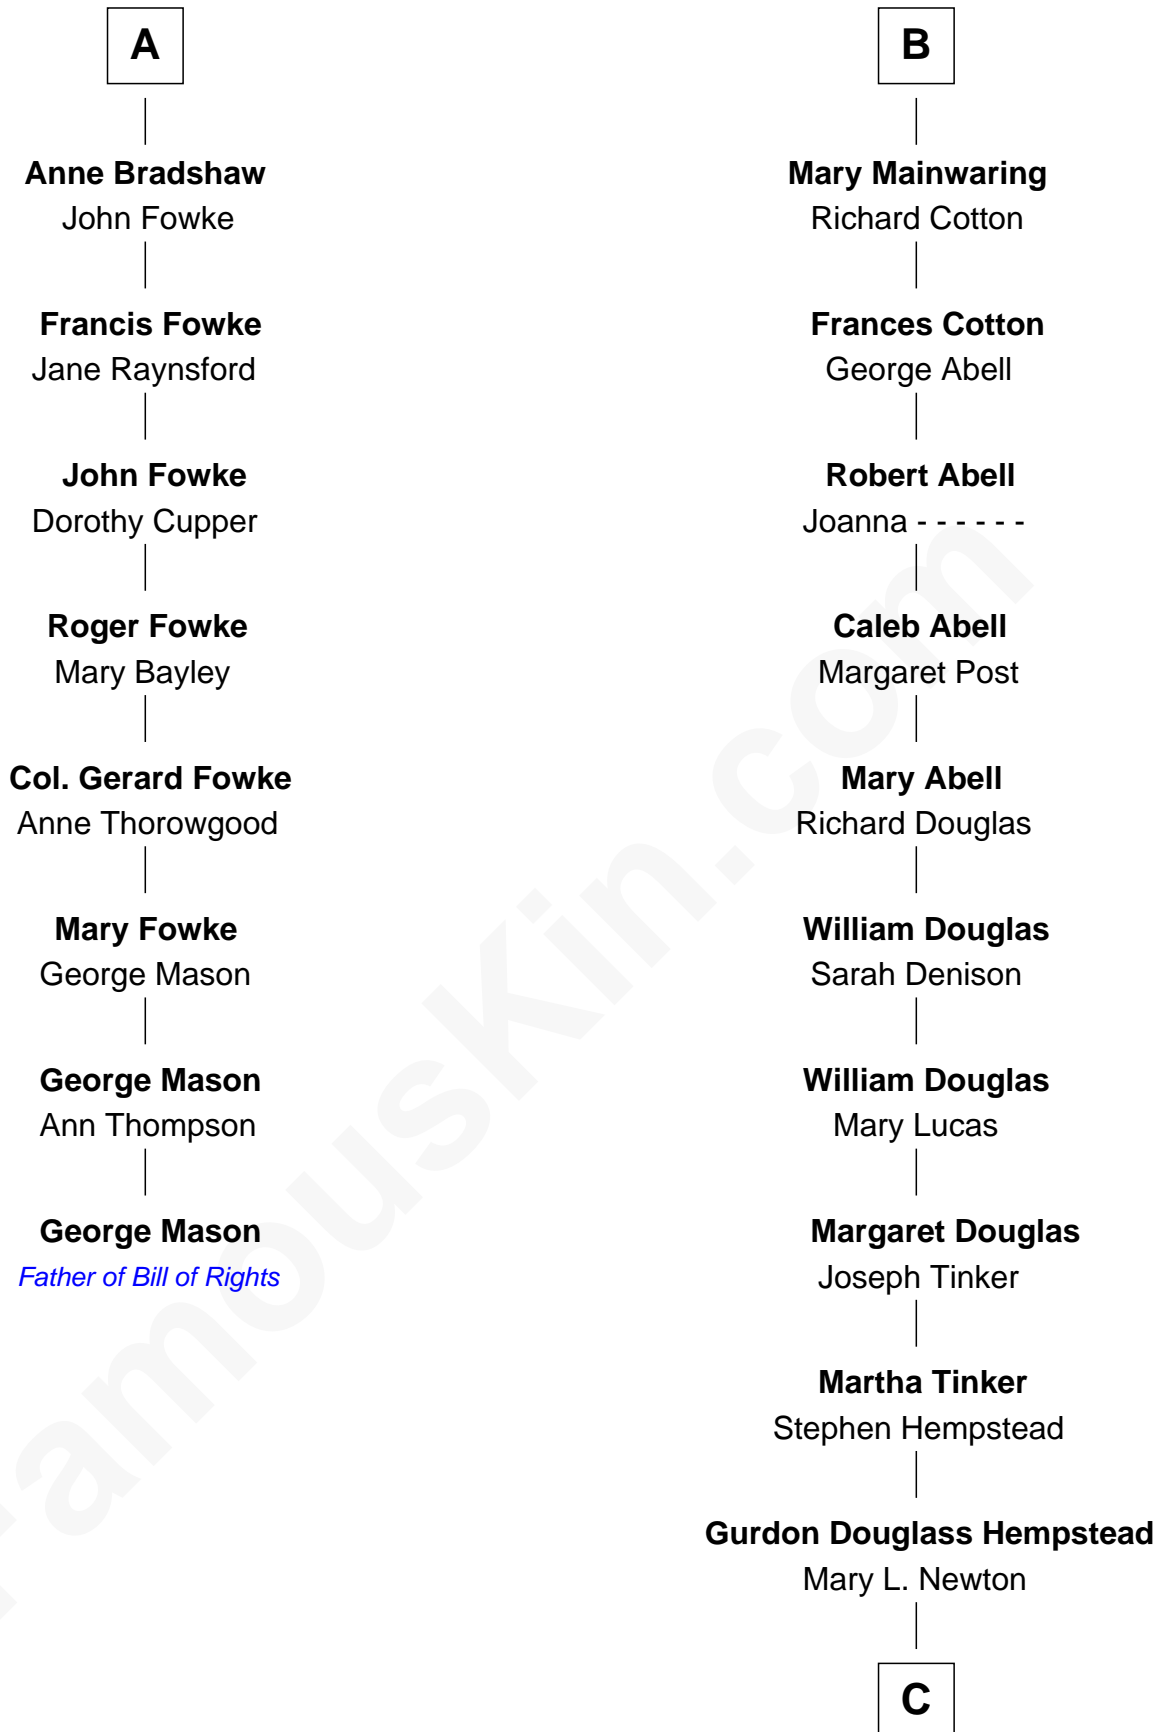 A
Anne Bradshaw
John Fowke
Francis Fowke
Jane Raynsford
John Fowke
Dorothy Cupper
Roger Fowke
Mary Bayley
Col. Gerard Fowke
Anne Thorowgood
Mary Fowke
George Mason
George Mason
Ann Thompson
George Mason
Father of Bill of Rights
B
Mary Mainwaring
Richard Cotton
Frances Cotton
George Abell
Robert Abell
Joanna - - - - - -
Caleb Abell
Margaret Post
Mary Abell
Richard Douglas
William Douglas
Sarah Denison
William Douglas
Mary Lucas
Margaret Douglas
Joseph Tinker
Martha Tinker
Stephen Hempstead
Gurdon Douglass Hempstead
Mary L. Newton
C
FamousKin.com